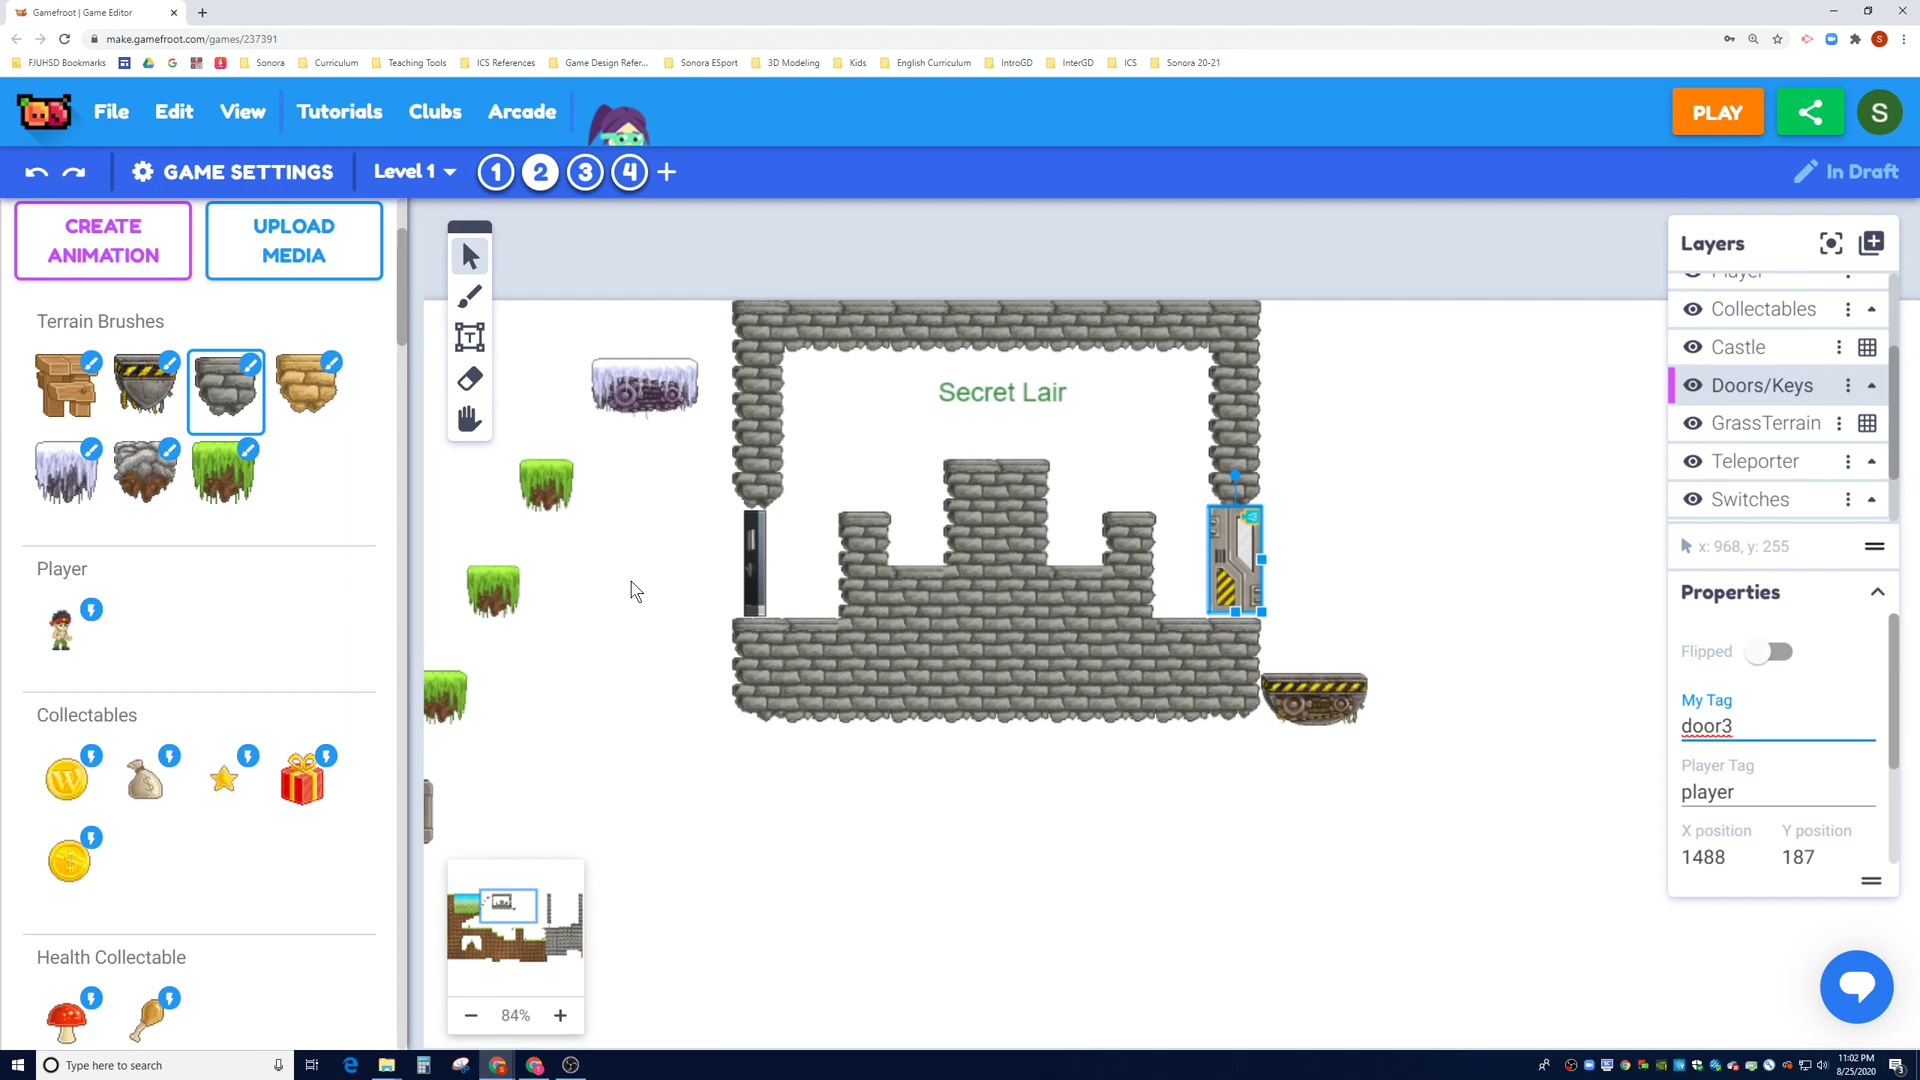 Gamefroot | Game Editor
make.gamefroot.com/games/237391
S
FJUHSD Bookmarks
Sonora
Curriculum
Teaching Tools
ICS References
Game Design Refer...
Sonora ESport
3D Modeling
Kids
English Curriculum
IntroGD
InterGD
ICS
Sonora 20-21
File
Edit
View
Tutorials
Clubs
Arcade
PLAY
S
GAME SETTINGS
Level 1
1
2
3
4
In Draft
CREATE
ANIMATION
UPLOAD
MEDIA
Terrain Brushes
Player
Collectables
Health Collectable
Secret Lair
84%
Layers
Player
Collectables
Castle
Doors/Keys
GrassTerrain
Teleporter
Switches
x: 968, y: 255
Properties
Flipped
My Tag
door3
Player Tag
player
X position
Y position
1488
187
Type here to search
11:02 PM
8/25/2020